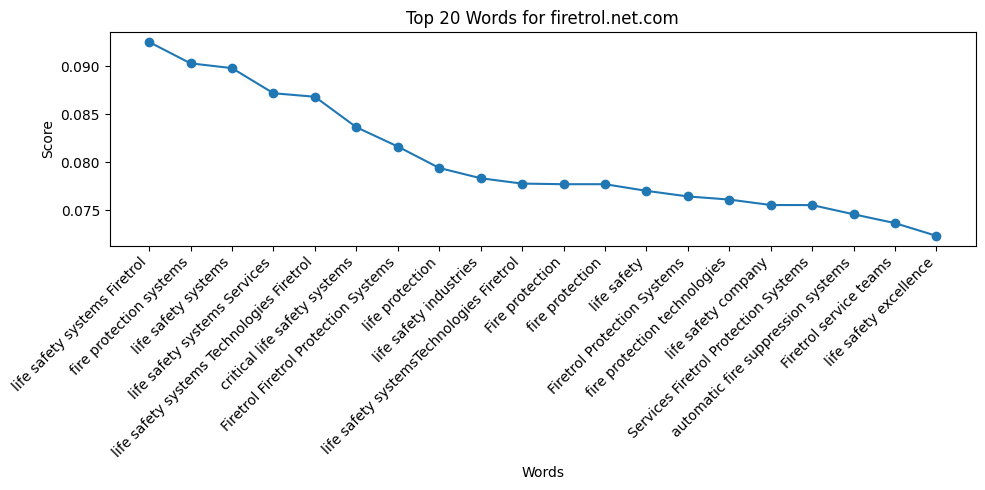 Top 20 Words for firetrol.net.com
Score
0.090
0.085
0.080
0.075
life safety systems Firetrol
fire protection systems
life safety systems
life safety systems Services
life safety systems Technologies Firetrol
critical life safety systems
Firetrol Firetrol Protection Systems
life protection
life safety industries
life safety systemsTechnologies Firetrol
Fire protection
fire protection
life safety
Firetrol Protection Systems
fire protection technologies
life safety company
Services Firetrol Protection Systems
automatic fire suppression systems
Firetrol service teams
life safety excellence
Words